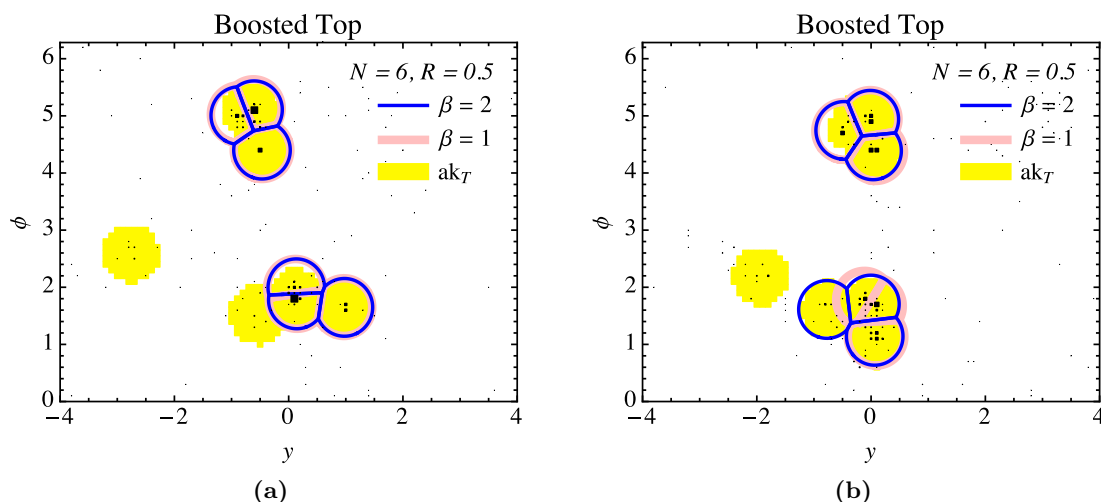 Boosted Top
N = 6, R = 0.5
β = 2
β = 1
akT
6
5
4
3
2
1
0
ϕ
−4
−2
0
2
4
y
(a)
Boosted Top
N = 6, R = 0.5
β = 2
β = 1
akT
6
5
4
3
2
1
0
ϕ
−4
−2
0
2
4
y
(b)